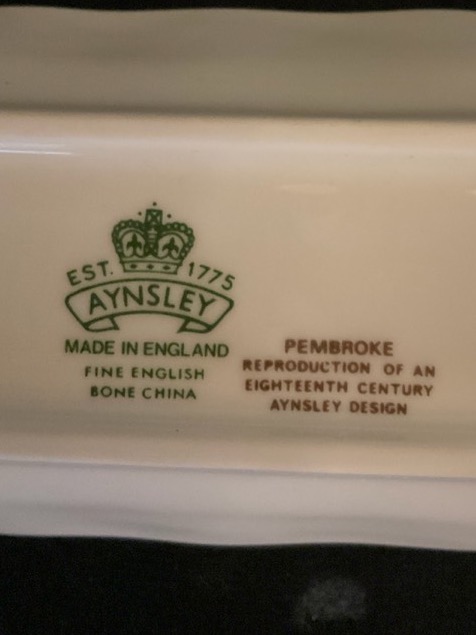 EST. 1775
AYNSLEY
MADE IN ENGLAND
FINE ENGLISH
BONE CHINA
PEMBROKE
REPRODUCTION OF AN
EIGHTEENTH CENTURY
AYNSLEY DESIGN